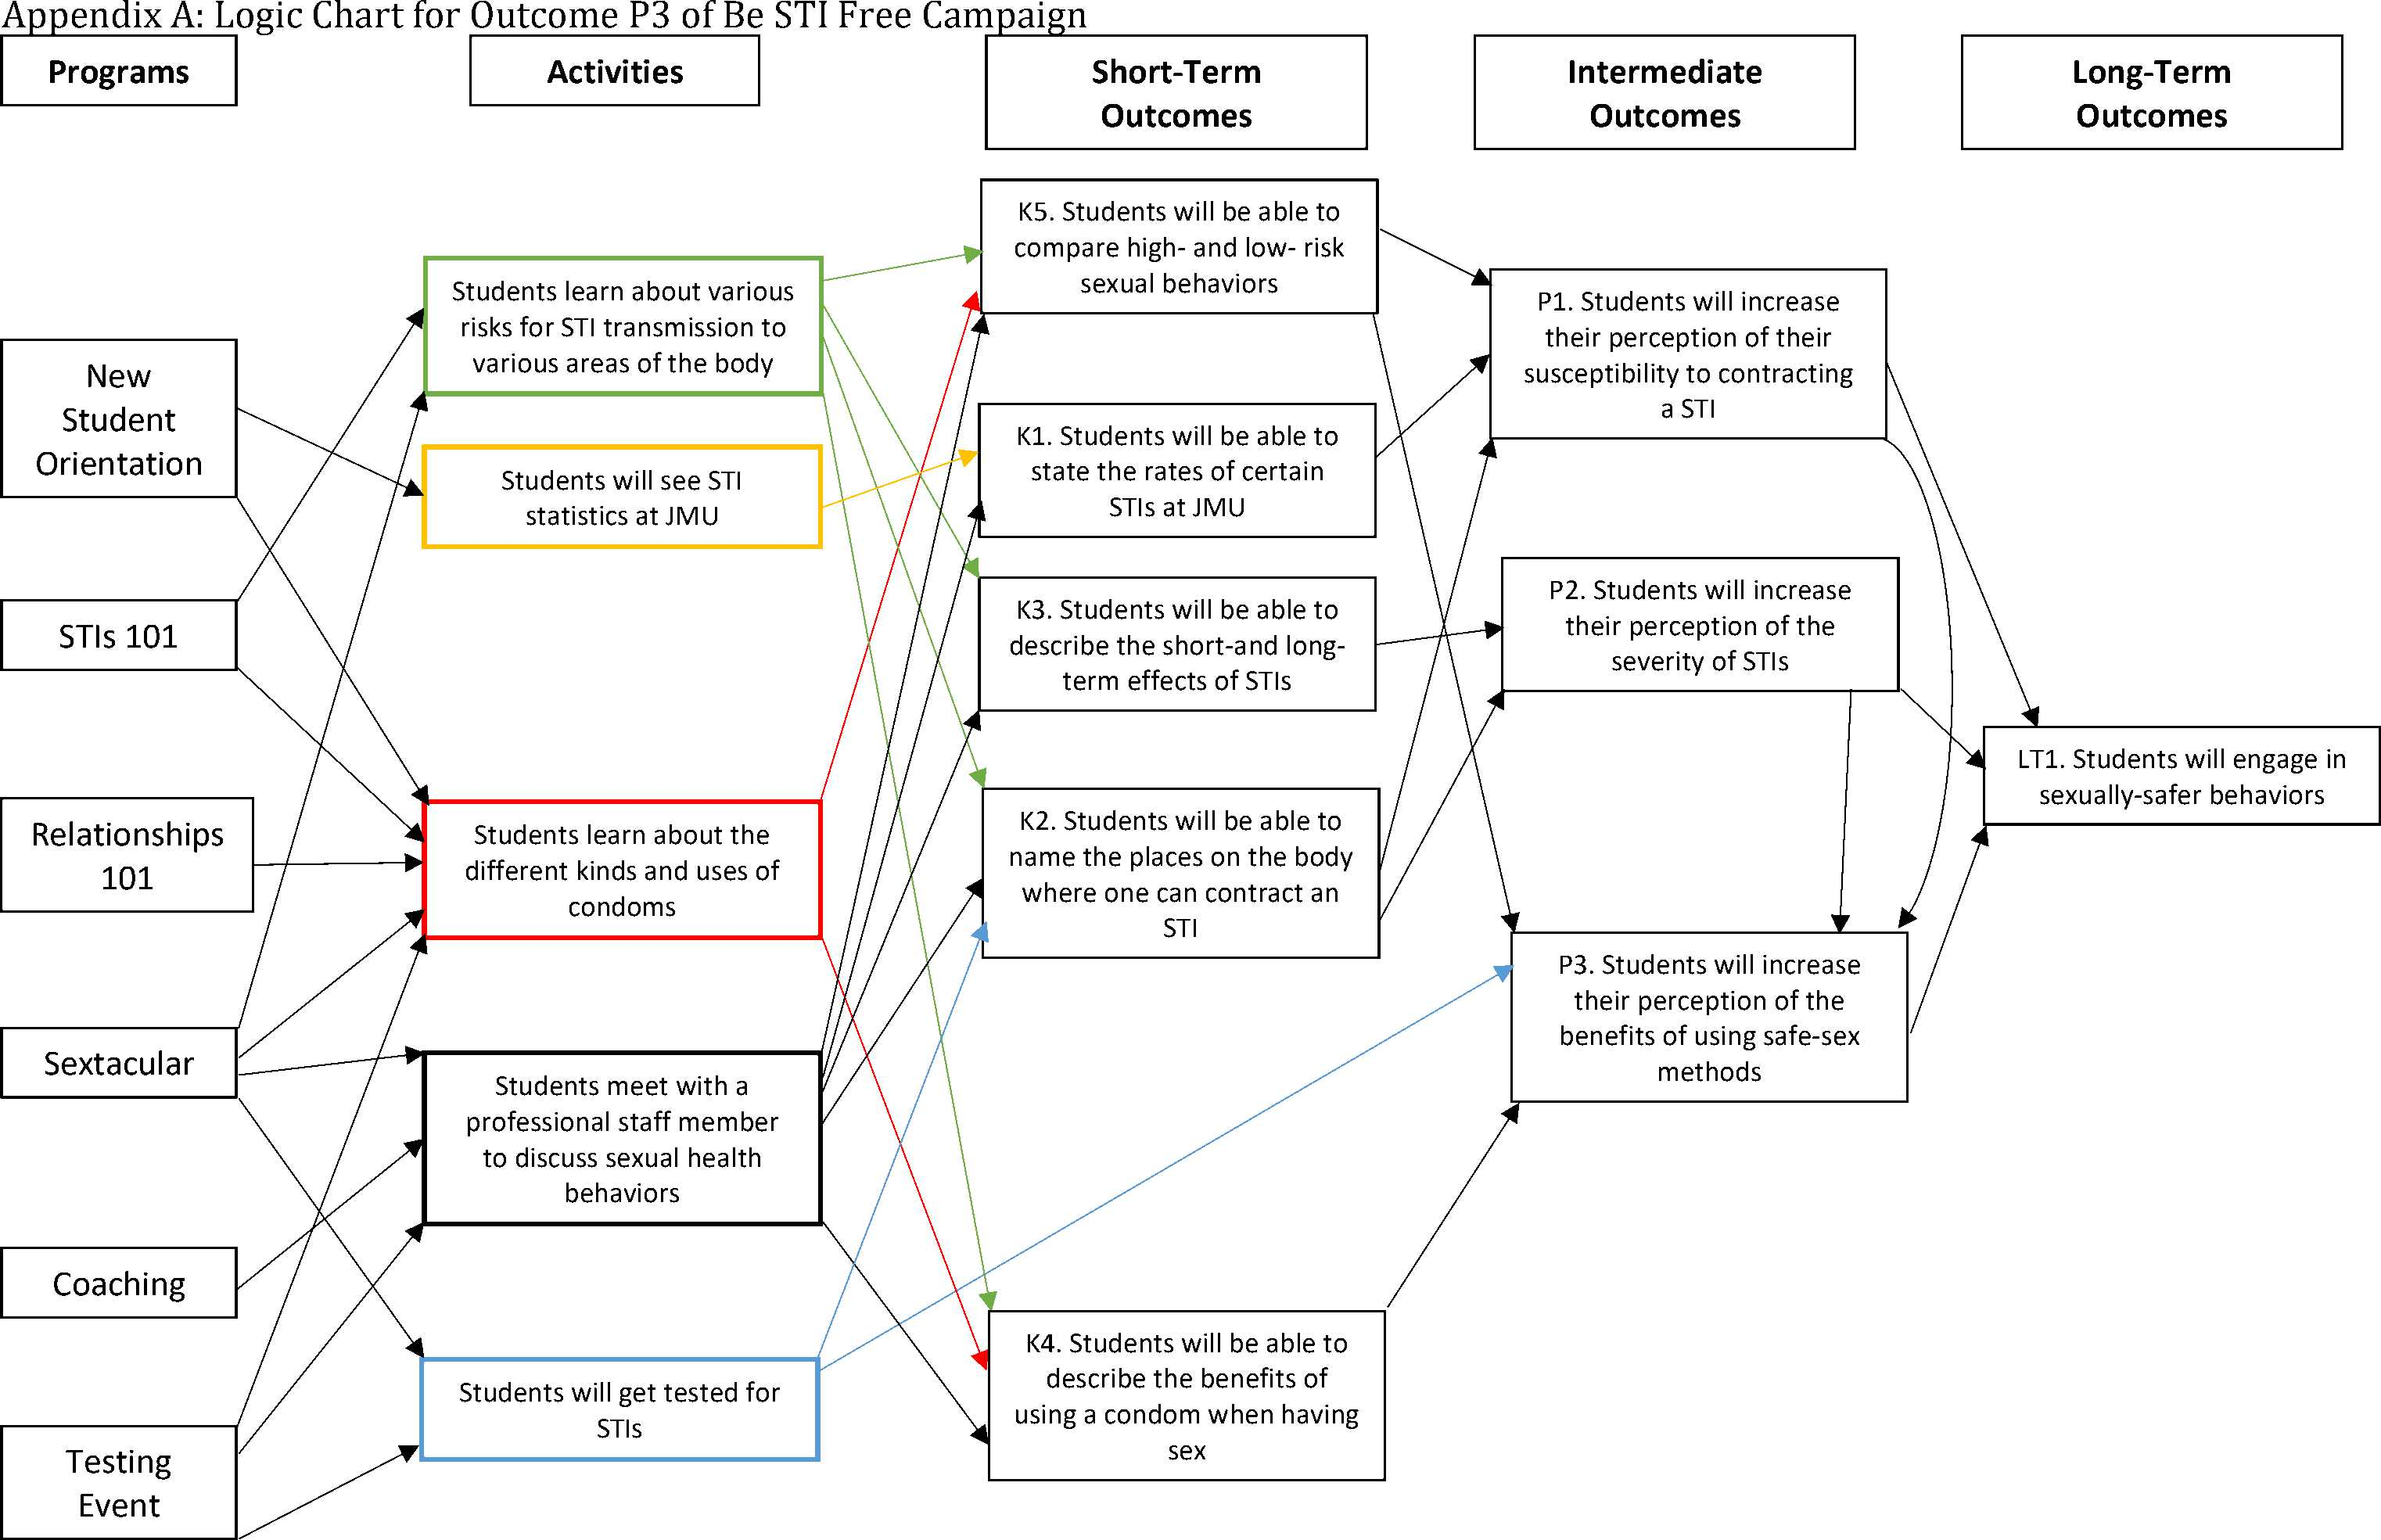 Appendix A: Logic Chart for Outcome P3 of Be STI Free Campaign
Programs
Activities
Short-Term
Outcomes
Intermediate
Outcomes
Long-Term
Outcomes
New
Student
Orientation
STIs 101
Relationships
101
Sextacular
Coaching
Testing
Event
Students learn about various
risks for STI transmission to
various areas of the body
Students will see STI
statistics at JMU
Students learn about the
different kinds and uses of
condoms
Students meet with a
professional staff member
to discuss sexual health
behaviors
Students will get tested for
STIs
K5. Students will be able to
compare high- and low- risk
sexual behaviors
K1. Students will be able to
state the rates of certain
STIs at JMU
K3. Students will be able to
describe the short-and long-
term effects of STIs
K2. Students will be able to
name the places on the body
where one can contract an
STI
K4. Students will be able to
describe the benefits of
using a condom when having
sex
P1. Students will increase
their perception of their
susceptibility to contracting
a STI
P2. Students will increase
their perception of the
severity of STIs
P3. Students will increase
their perception of the
benefits of using safe-sex
methods
LT1. Students will engage in
sexually-safer behaviors